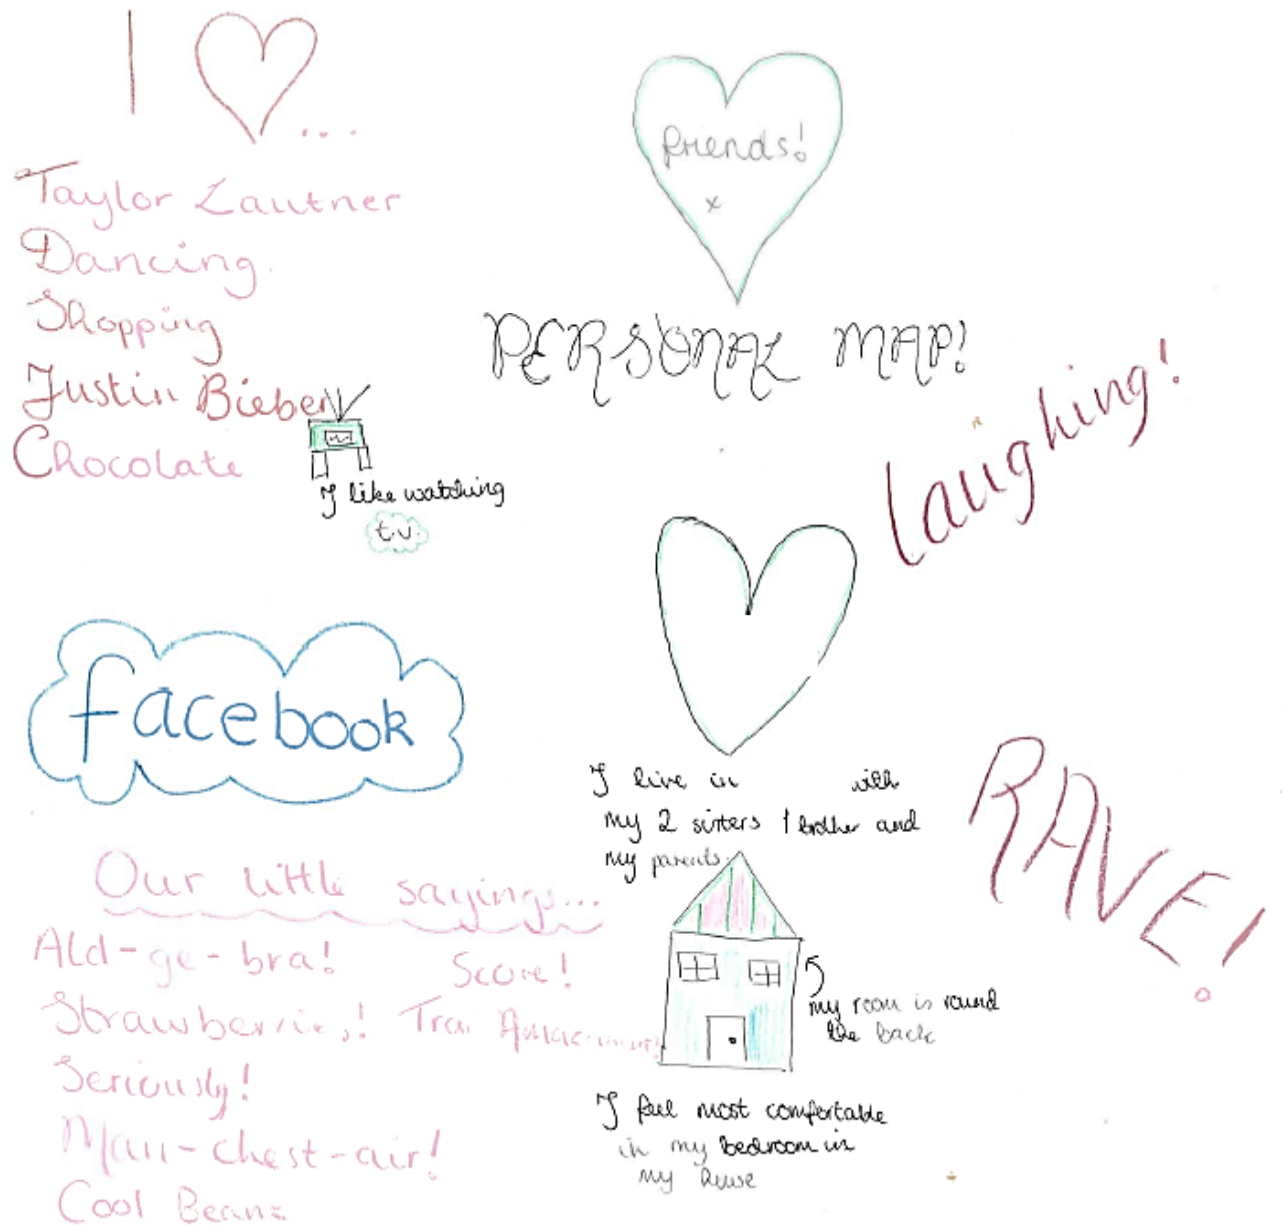 I ...
Taylor Lautner
Dancing.
Shopping
Justin Bieber
Chocolate
I like watching
t.v.
friends!
x
PERSONAL MAP!
Laughing!
facebook
I live in with
my 2 sisters 1 brother and
my parents.
RAVE!
Our little sayings...
Ald-ge-bra! Score!
Strawberries! Trai
Seriously!
Man-chest-air!
Cool Beans
my room is round
the back
I feel most comfortable
in my bedroom in
my house